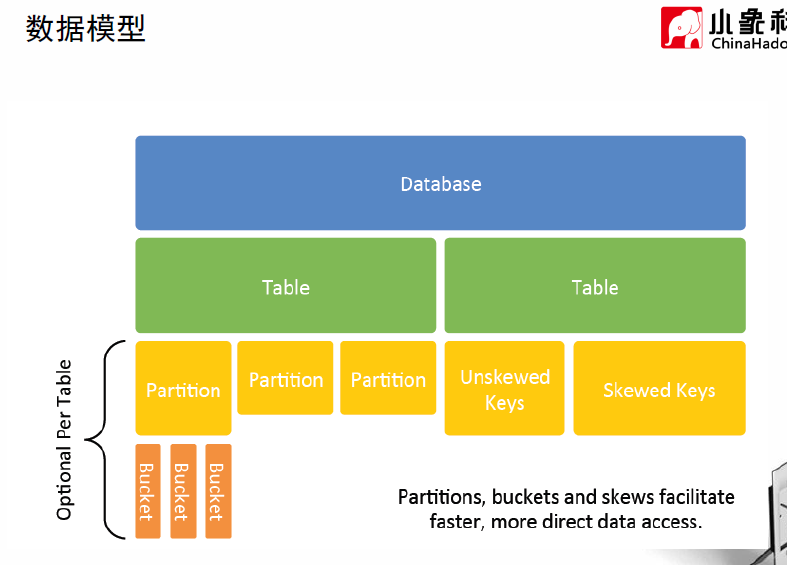 数据模型
小象
ChinaHado
Database
Table
Table
Partition
Partition
Partition
Unskewed
Keys
Skewed Keys
Optional Per Table
Bucket
Bucket
Bucket
Partitions, buckets and skews facilitate
faster, more direct data access.